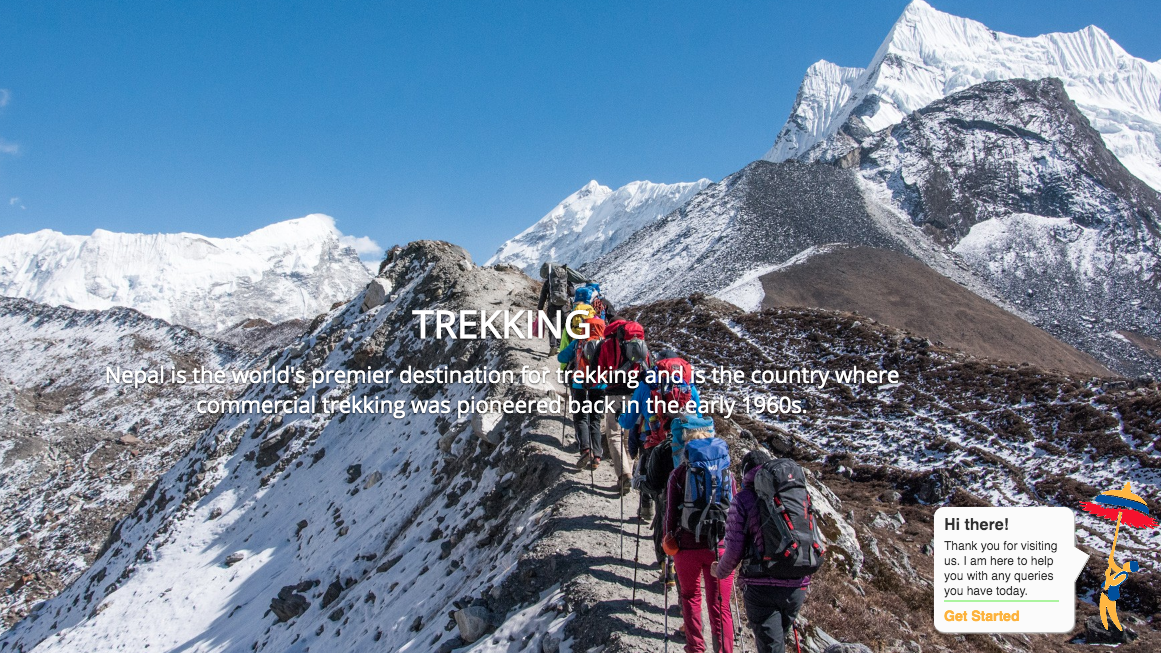 TREKKING
Nepal is the world's premier destination for trekking and is the country where
commercial trekking was pioneered back in the early 1960s.
Hi there!
Thank you for visiting
us. I am here to help
you with any queries
you have today.
Get Started